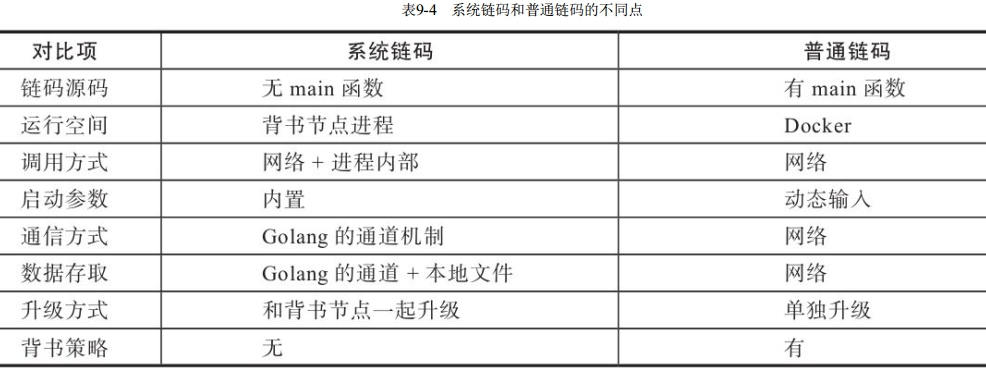 表9-4 系统链码和普通链码的不同点
对比项 系统链码 普通链码
链码源码 无 main 函数 有 main 函数
运行空间 背书节点进程 Docker
调用方式 网络 + 进程内部 网络
启动参数 内置 动态输入
通信方式 Golang 的通道机制 网络
数据存取 Golang 的通道 + 本地文件 网络
升级方式 和背书节点一起升级 单独升级
背书策略 无 有